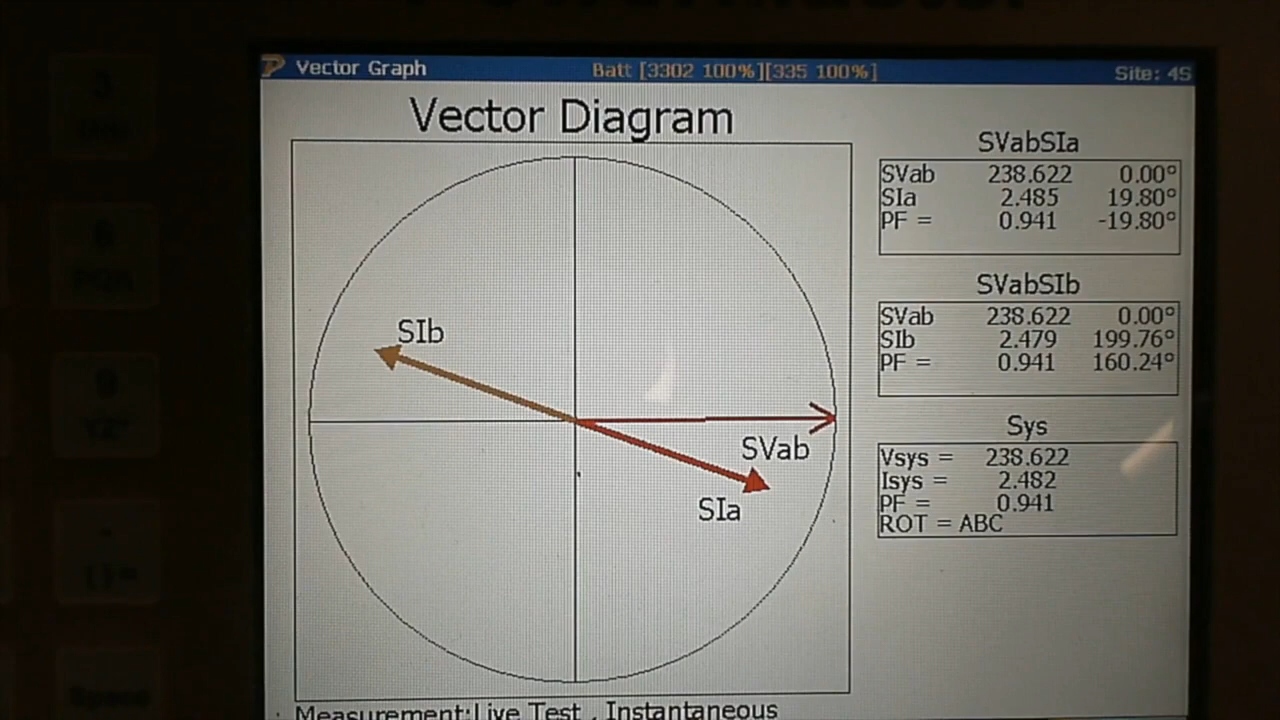 Vector Graph
Batt [3302 100%][335 100%]
Site: 4S
Vector Diagram
SIb
SVab
SIa
SVabSIa
SVab 238.622 0.00°
SIa 2.485 19.80°
PF = 0.941 -19.80°
SVabSIb
SVab 238.622 0.00°
SIb 2.479 199.76°
PF = 0.941 160.24°
Sys
Vsys = 238.622
Isys = 2.482
PF = 0.941
ROT = ABC
Measurement:Live Test , Instantaneous
Space